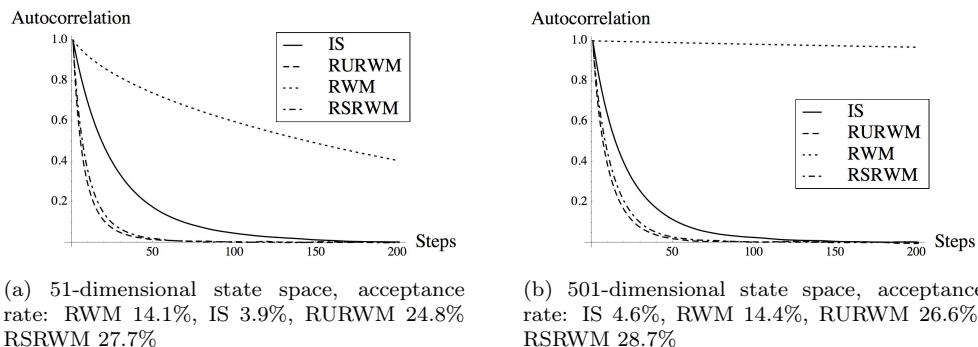 Autocorrelation
1.0
0.8
0.6
0.4
0.2
50
100
150
200
Steps
IS
RURWM
RWM
RSRWM
(a) 51-dimensional state space, acceptance
rate: RWM 14.1%, IS 3.9%, RURWM 24.8%
RSRWM 27.7%
Autocorrelation
1.0
0.8
0.6
0.4
0.2
50
100
150
200
Steps
IS
RURWM
RWM
RSRWM
(b) 501-dimensional state space, acceptance
rate: IS 4.6%, RWM 14.4%, RURWM 26.6%
RSRWM 28.7%